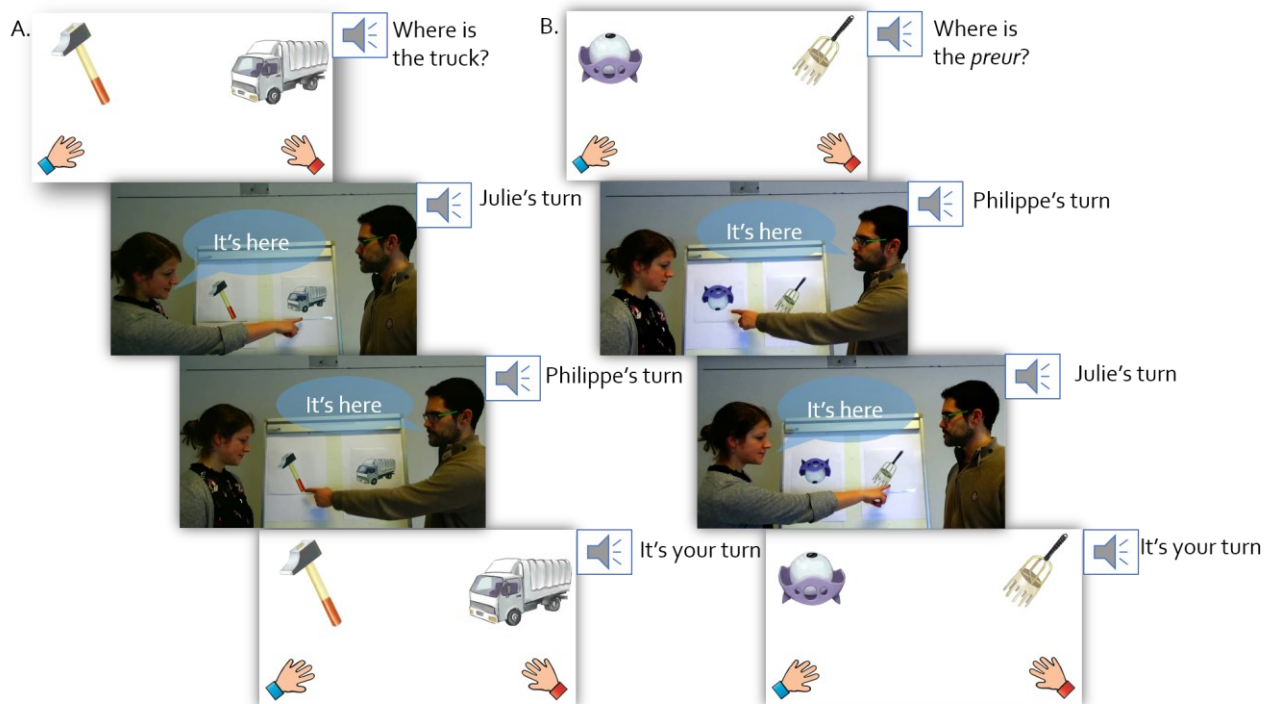 A.
Where is
the truck?
Julie's turn
It's here
Philippe's turn
It's here
It's your turn
B.
Where is
the preur?
Philippe's turn
It's here
Julie's turn
It's here
It's your turn